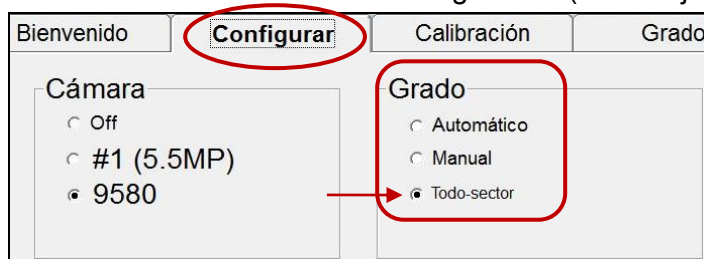 Bienvenido Configurar Calibración Grado
Cámara
Off
#1 (5.5MP)
9580
Grado
Automático
Manual
Todo-sector